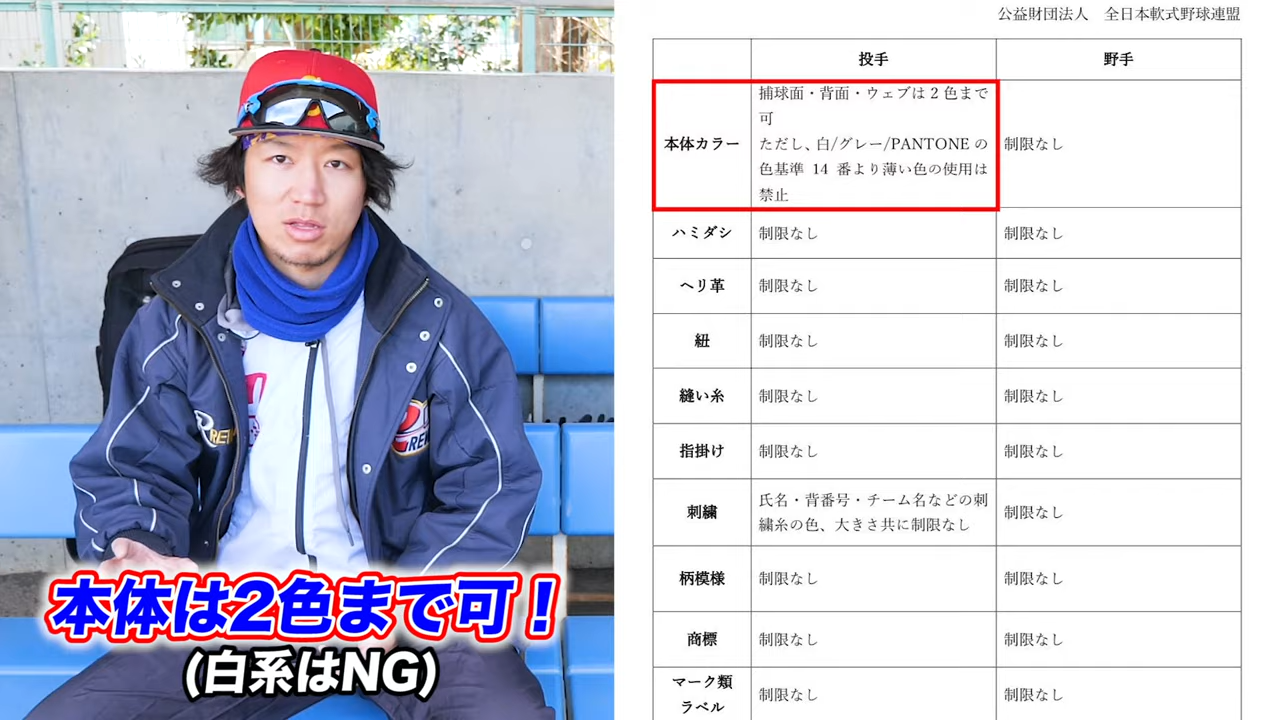 公益財団法人　全日本軟式野球連盟
投手
野手
本体カラー
捕球面・背面・ウェブは2色まで
可
ただし、白/グレー/PANTONEの
色基準 14 番より薄い色の使用は
禁止
制限なし
ハミダシ
制限なし
制限なし
ヘリ革
制限なし
制限なし
紐
制限なし
制限なし
縫い糸
制限なし
制限なし
指掛け
制限なし
制限なし
刺繍
氏名・背番号・チーム名などの刺
繍糸の色、大きさ共に制限なし
制限なし
柄模様
制限なし
制限なし
商標
制限なし
制限なし
マーク類
ラベル
制限なし
制限なし
本体は2色まで可！
(白系はNG)